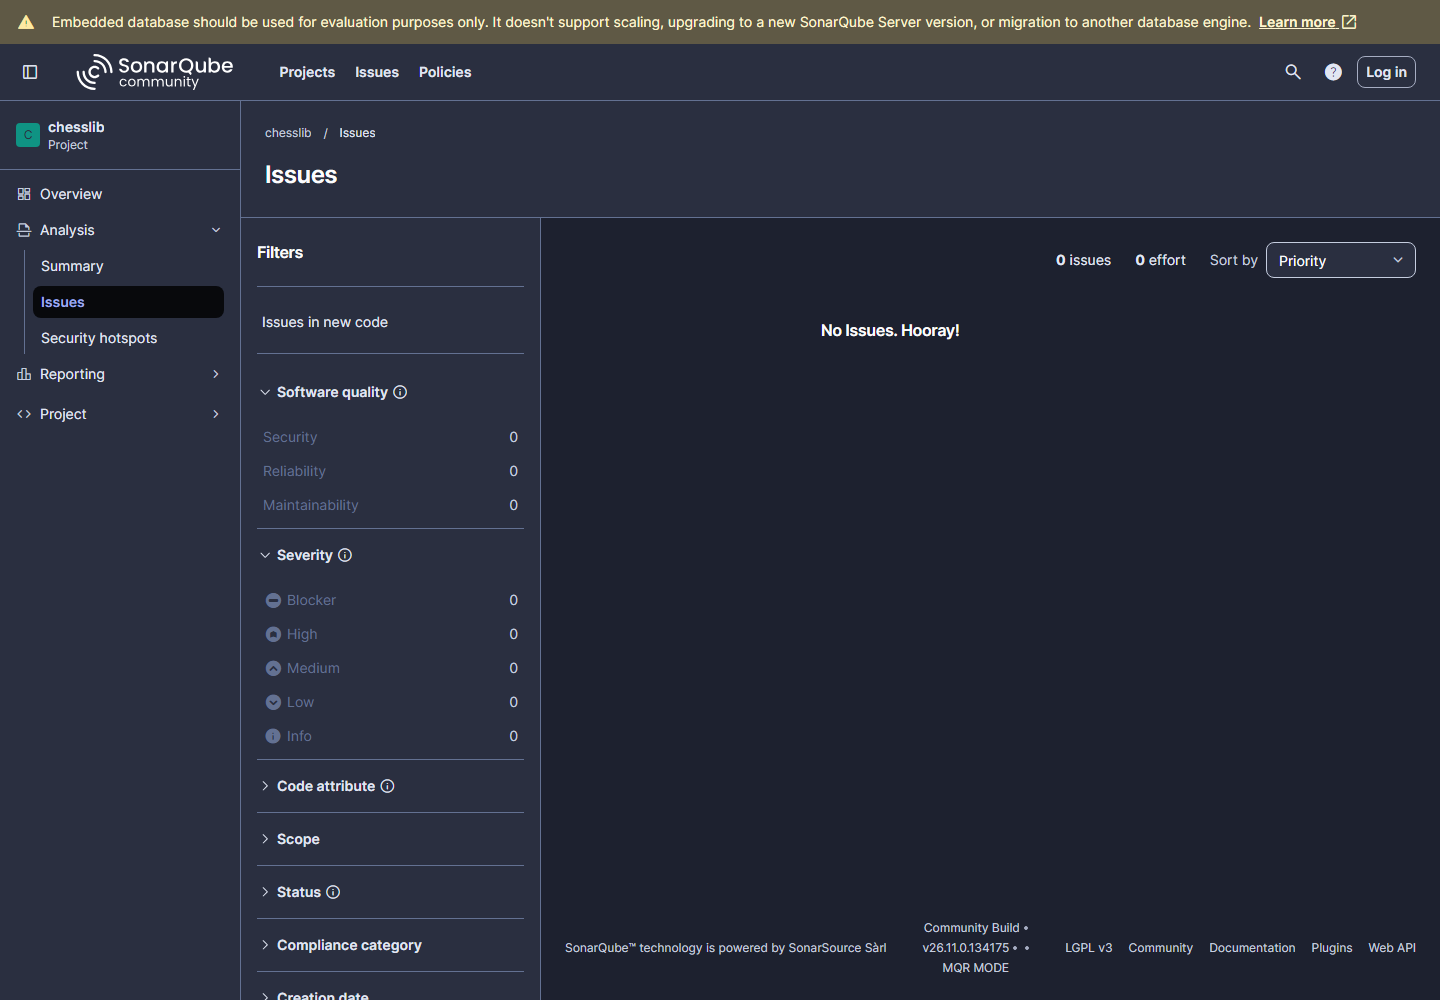 Embedded database should be used for evaluation purposes only. It doesn't support scaling, upgrading to a new SonarQube Server version, or migration to another database engine. Learn more
SonarQube community
Projects
Issues
Policies
?
Log in
C
chesslib
Project
Overview
Analysis
Summary
Issues
Security hotspots
Reporting
Project
chesslib / Issues
Issues
Filters
Issues in new code
Software quality
Security 0
Reliability 0
Maintainability 0
Severity
Blocker 0
High 0
Medium 0
Low 0
Info 0
Code attribute
Scope
Status
Compliance category
Creation date
0 issues
0 effort
Sort by
Priority
No Issues. Hooray!
SonarQube™ technology is powered by SonarSource Sàrl
Community Build •
v26.11.0.134175 • •
MQR MODE
LGPL v3
Community
Documentation
Plugins
Web API